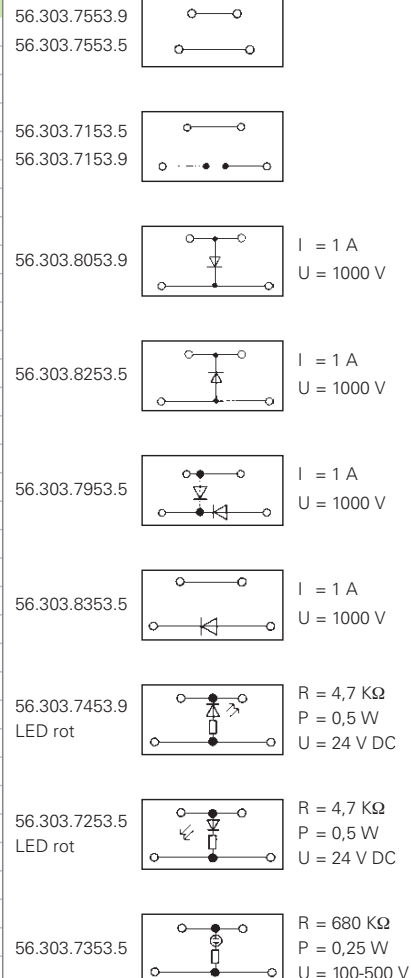 56.303.7553.9
56.303.7553.5
56.303.7153.5
56.303.7153.9
56.303.8053.9
I = 1 A
U = 1000 V
56.303.8253.5
I = 1 A
U = 1000 V
56.303.7953.5
I = 1 A
U = 1000 V
56.303.8353.5
I = 1 A
U = 1000 V
56.303.7453.9
LED rot
R = 4,7 KΩ
P = 0,5 W
U = 24 V DC
56.303.7253.5
LED rot
R = 4,7 KΩ
P = 0,5 W
U = 24 V DC
56.303.7353.5
R = 680 KΩ
P = 0,25 W
U = 100-500 V